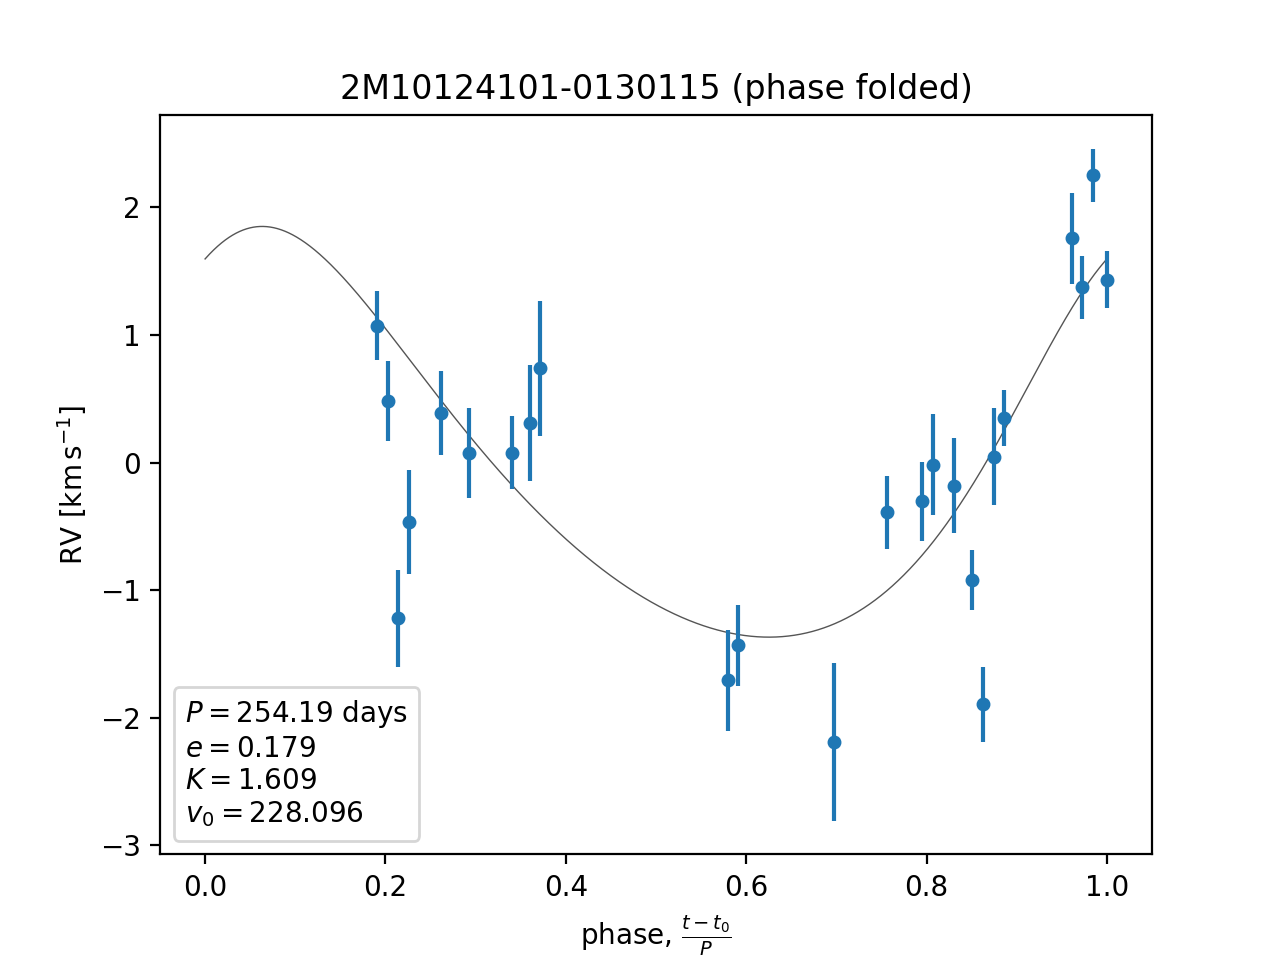 2M10124101-0130115 (phase folded)
RV [km s⁻¹]
2
1
0
−1
−2
−3
P = 254.19 days
e = 0.179
K = 1.609
v₀ = 228.096
0.0 0.2 0.4 0.6 0.8 1.0
phase, (t − t₀)/P